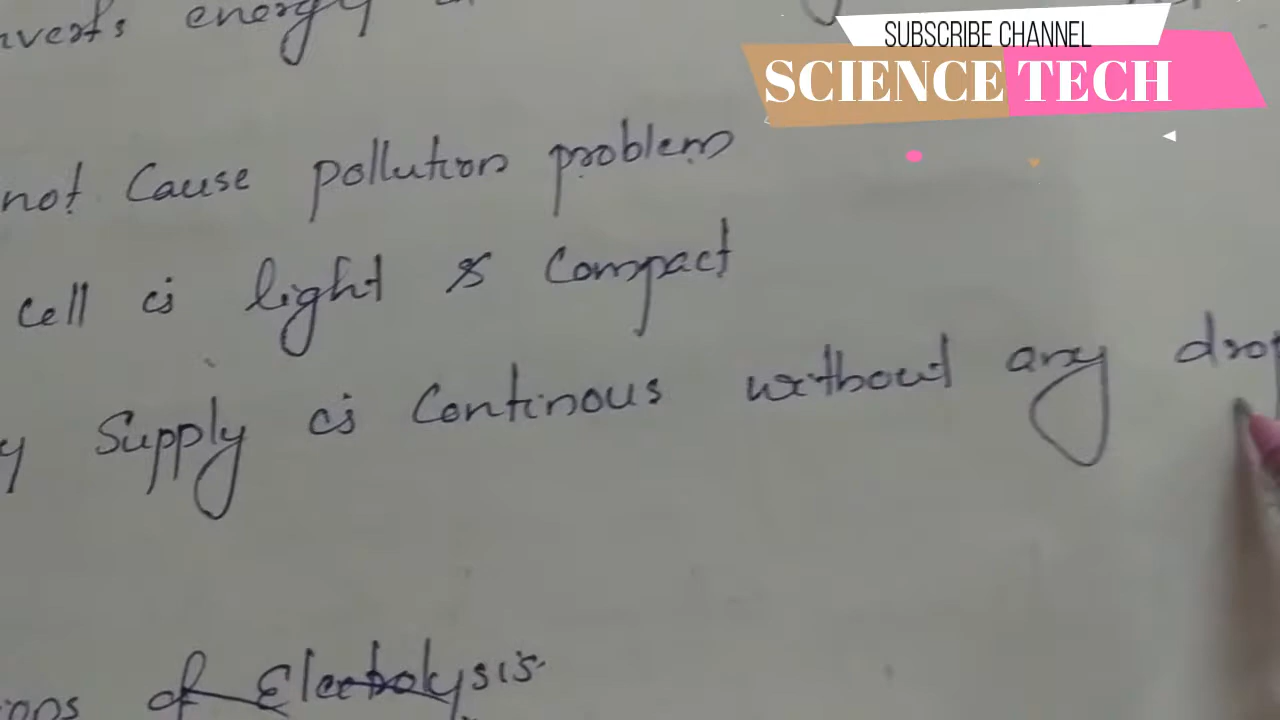 SUBSCRIBE CHANNEL
SCIENCE TECH
energy
not Cause pollution problem
cell is light & Compact
Supply is Continous without any
of Electrolysis